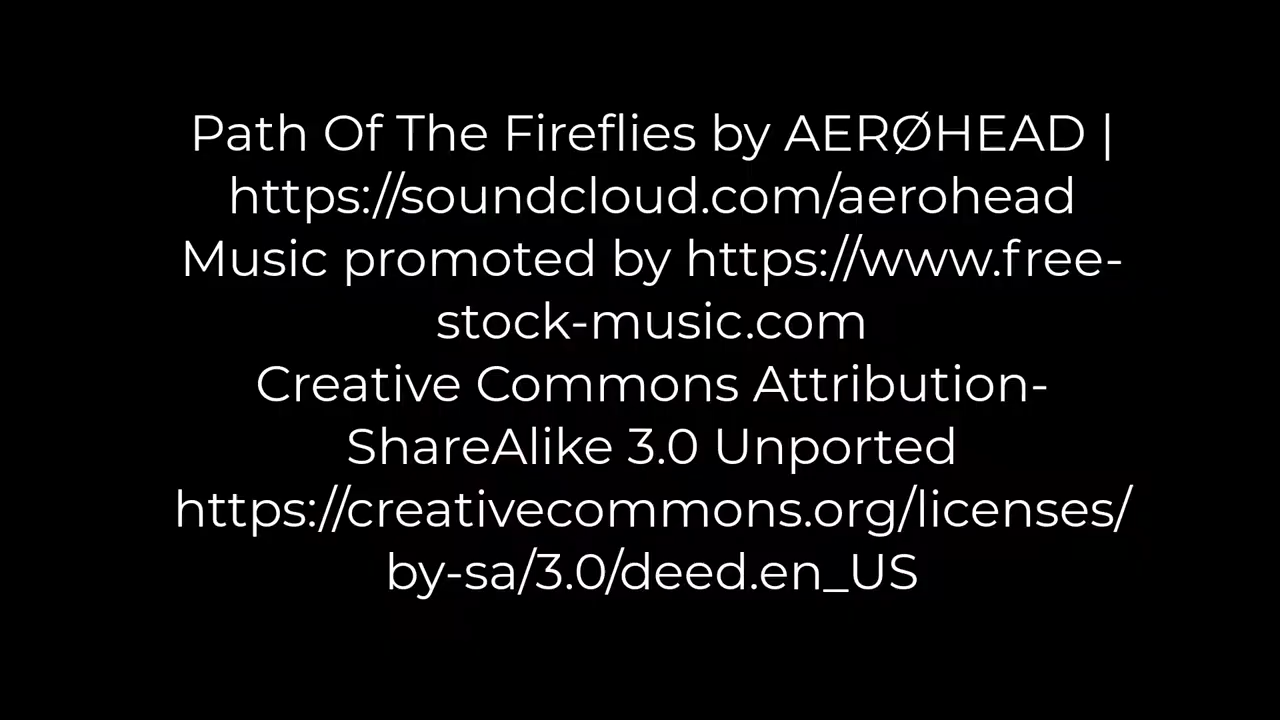 Path Of The Fireflies by AERØHEAD |
https://soundcloud.com/aerohead
Music promoted by https://www.free-
stock-music.com
Creative Commons Attribution-
ShareAlike 3.0 Unported
https://creativecommons.org/licenses/
by-sa/3.0/deed.en_US